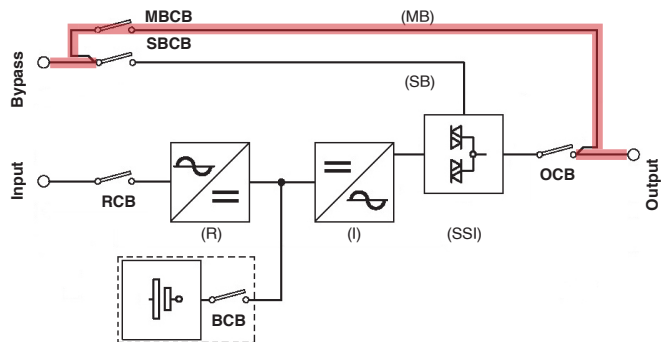 MBCB
(MB)
SBCB
Bypass
(SB)
Input
RCB
(R)
(I)
(SSI)
OCB
Output
BCB